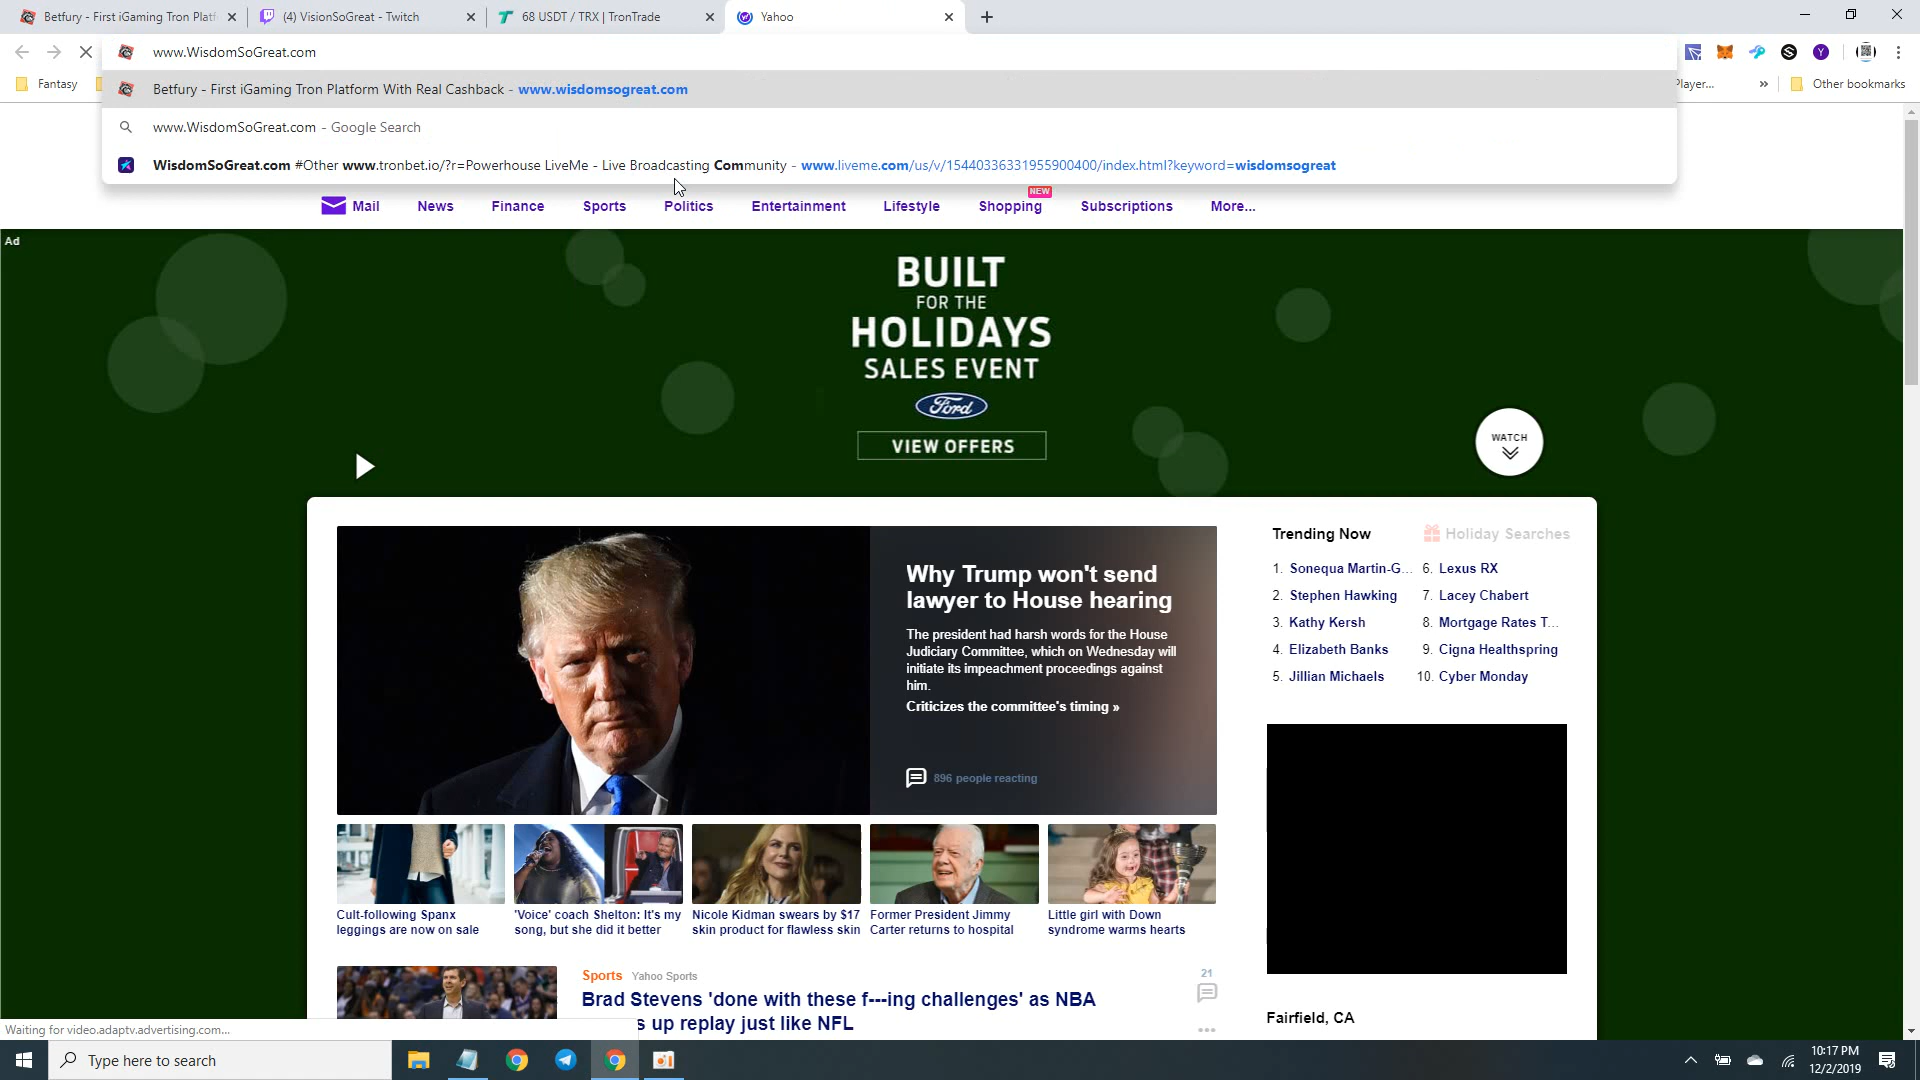 Betfury - First iGaming Tron Platf
(4) VisionSoGreat - Twitch
68 USDT / TRX | TronTrade
Yahoo
www.WisdomSoGreat.com
Fantasy
Player...
»
Other bookmarks
Betfury - First iGaming Tron Platform With Real Cashback - www.wisdomsogreat.com
www.WisdomSoGreat.com - Google Search
WisdomSoGreat.com #Other www.tronbet.io/?r=Powerhouse LiveMe - Live Broadcasting Community - www.liveme.com/us/v/15440336331955900400/index.html?keyword=wisdomsogreat
NEW
Mail News Finance Sports Politics Entertainment Lifestyle Shopping Subscriptions More...
Ad
BUILT
FOR THE
HOLIDAYS
SALES EVENT
Ford
VIEW OFFERS
WATCH
Why Trump won't send
lawyer to House hearing
The president had harsh words for the House
Judiciary Committee, which on Wednesday will
initiate its impeachment proceedings against
him.
Criticizes the committee's timing »
896 people reacting
Trending Now
Holiday Searches
1. Sonequa Martin-G...
2. Stephen Hawking
3. Kathy Kersh
4. Elizabeth Banks
5. Jillian Michaels
6. Lexus RX
7. Lacey Chabert
8. Mortgage Rates T...
9. Cigna Healthspring
10. Cyber Monday
Cult-following Spanx
leggings are now on sale
'Voice' coach Shelton: It's my
song, but she did it better
Nicole Kidman swears by $17
skin product for flawless skin
Former President Jimmy
Carter returns to hospital
Little girl with Down
syndrome warms hearts
Sports Yahoo Sports
21
Brad Stevens 'done with these f---ing challenges' as NBA
s up replay just like NFL
Fairfield, CA
Waiting for video.adaptv.advertising.com...
Type here to search
10:17 PM
12/2/2019